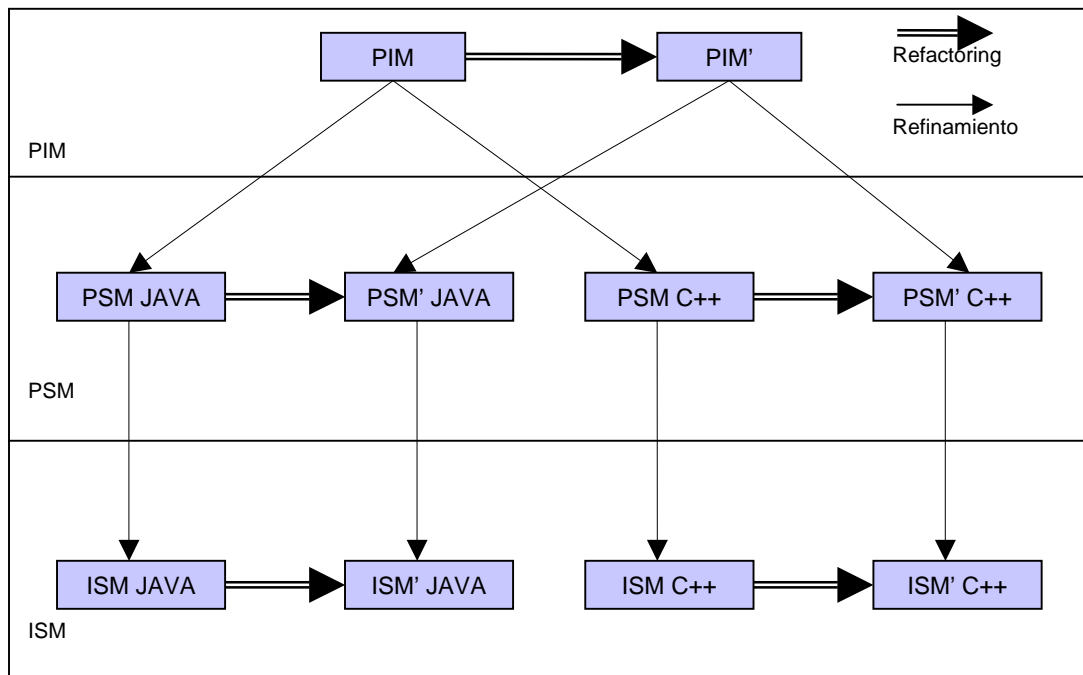 PIM
PIM’
Refactoring
Refinamiento
PIM
PSM JAVA
PSM’ JAVA
PSM C++
PSM’ C++
PSM
ISM JAVA
ISM’ JAVA
ISM C++
ISM’ C++
ISM